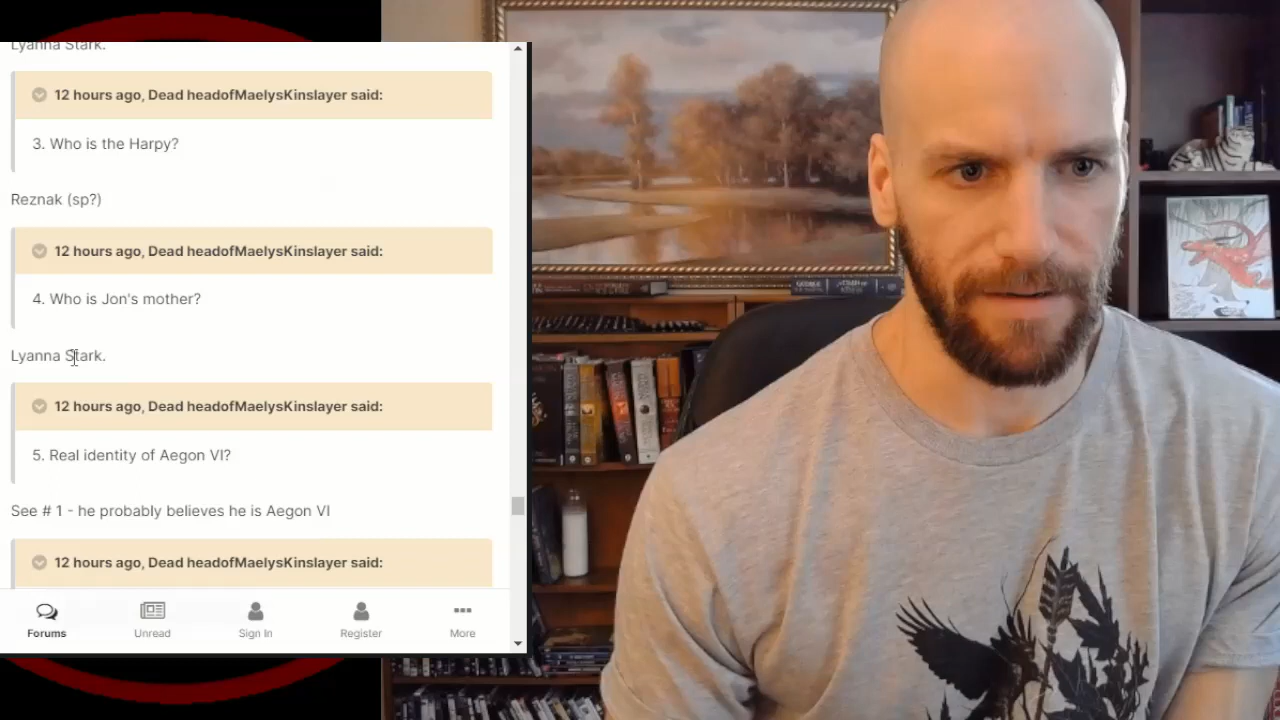 Lyanna Stark.
12 hours ago, Dead headofMaelysKinslayer said:
3. Who is the Harpy?
Reznak (sp?)
12 hours ago, Dead headofMaelysKinslayer said:
4. Who is Jon's mother?
Lyanna Stark.
12 hours ago, Dead headofMaelysKinslayer said:
5. Real identity of Aegon VI?
See # 1 - he probably believes he is Aegon VI
12 hours ago, Dead headofMaelysKinslayer said:
Forums
Unread
Sign In
Register
More